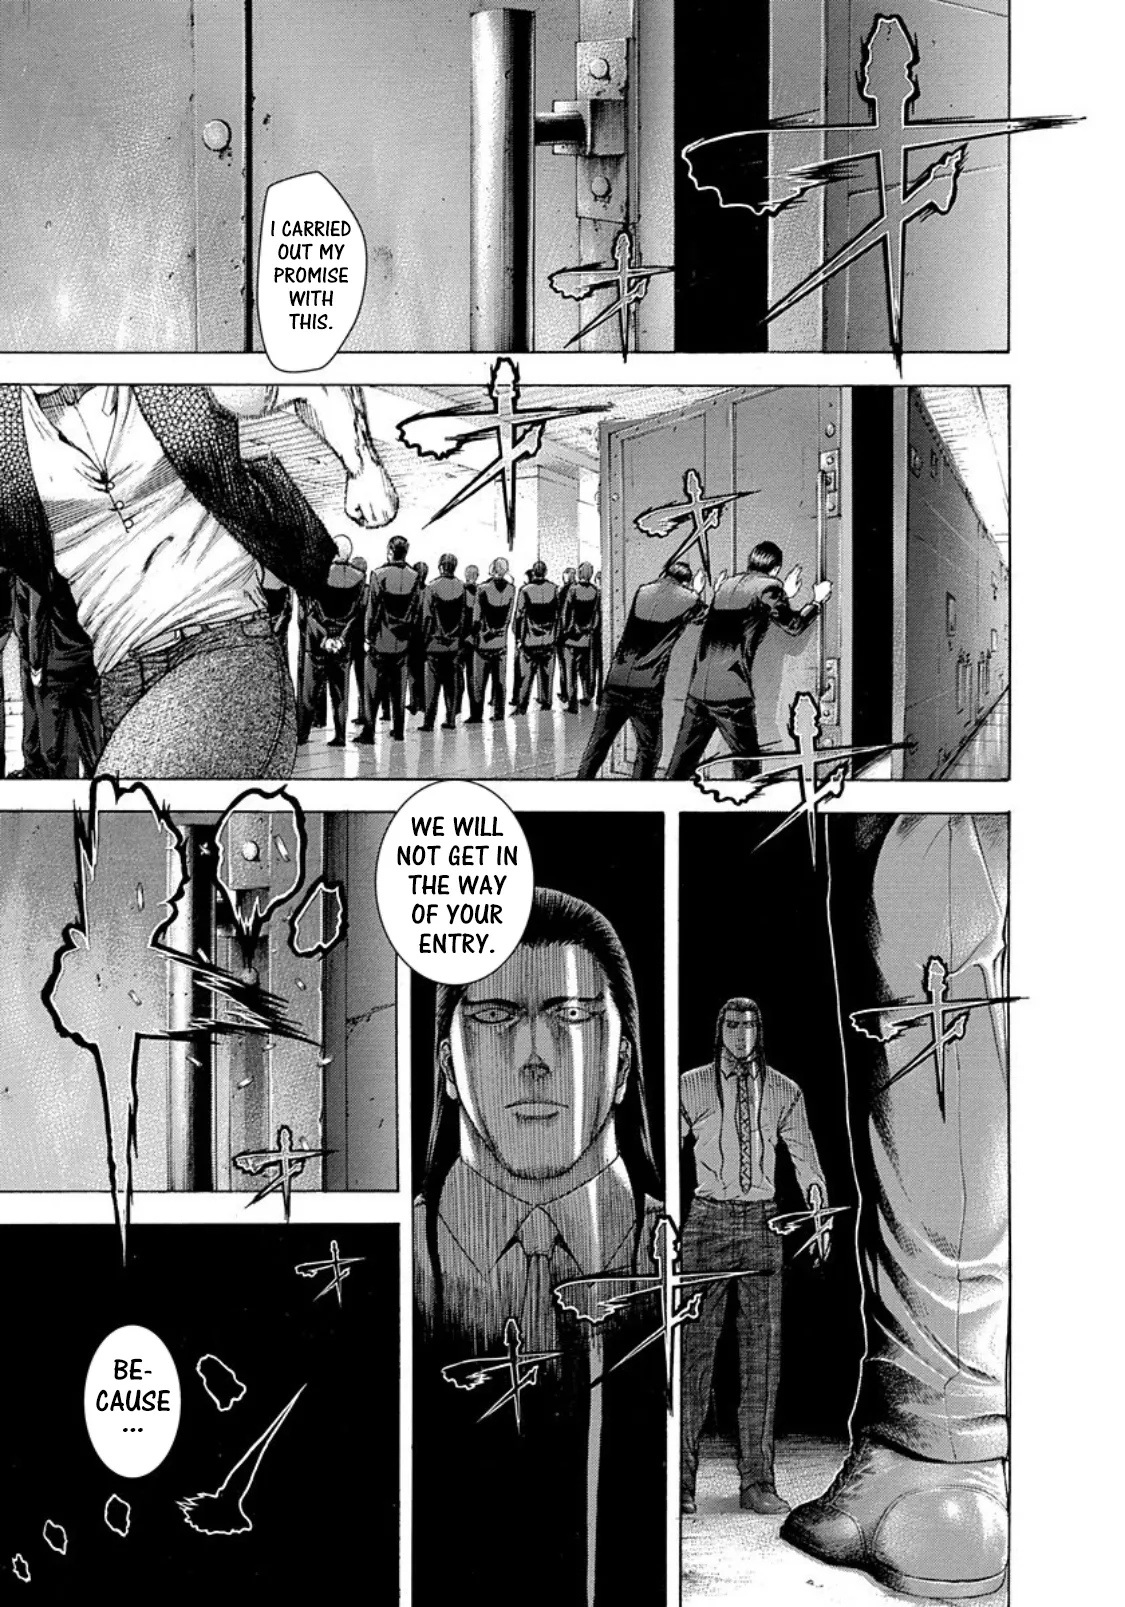 I CARRIED
OUT MY
PROMISE
WITH
THIS.
WE WILL
NOT GET IN
THE WAY
OF YOUR
ENTRY.
BE-
CAUSE
...